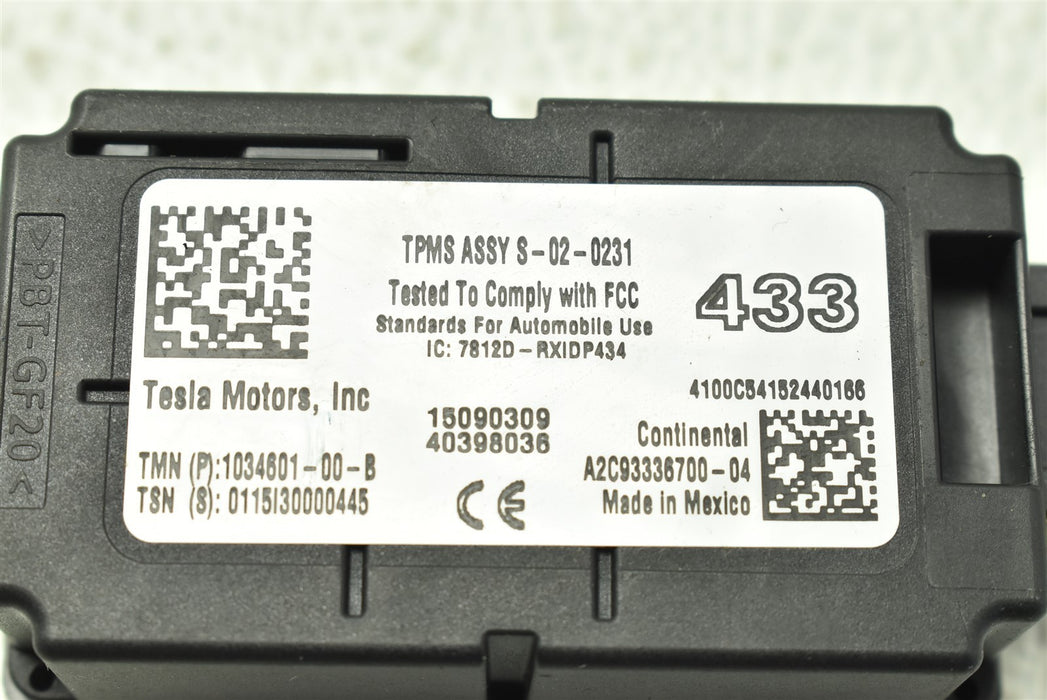 >PBT-GF20<
TPMS ASSY S-02-0231
Tested To Comply with FCC
Standards For Automobile Use
IC: 7812D-RXIDP434
433
Tesla Motors, Inc
TMN (P):1034601-00-B
TSN (S): 0115I30000445
15090309
40398036
CE
4100C54152440166
Continental
A2C93336700-04
Made in Mexico